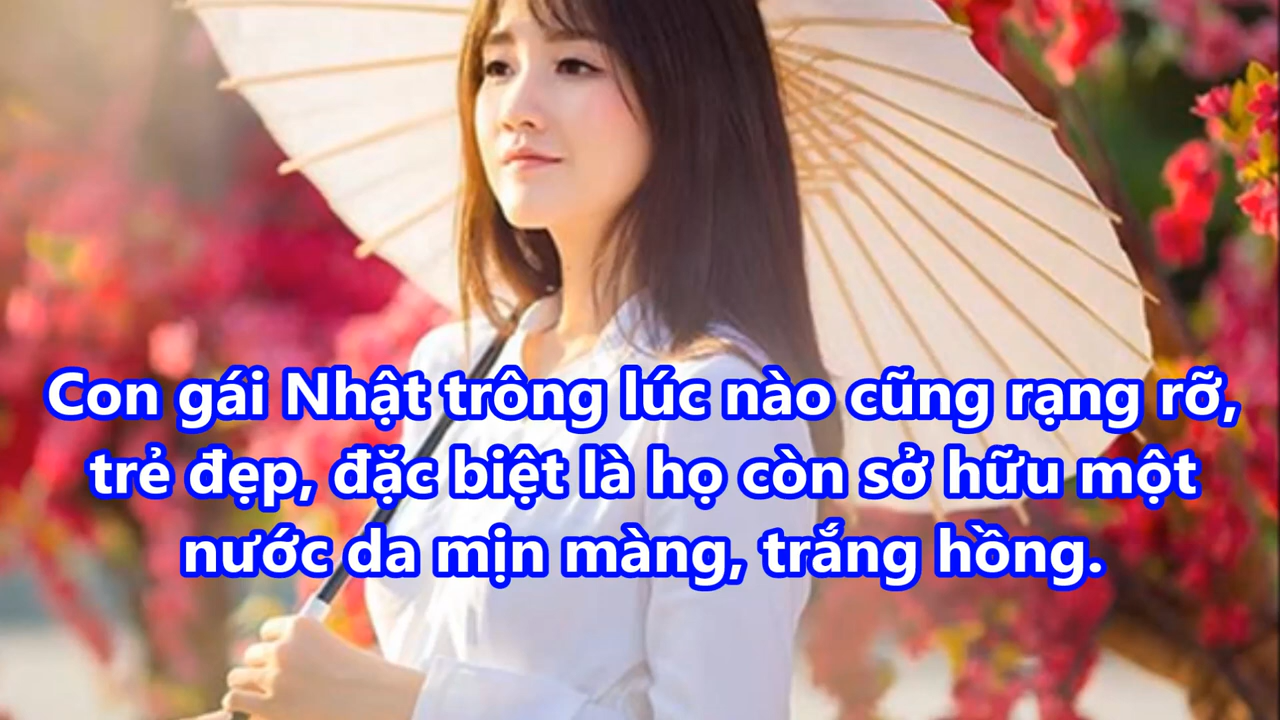 Con gái Nhật trông lúc nào cũng rạng rỡ,
trẻ đẹp, đặc biệt là họ còn sở hữu một
nước da mịn màng, trắng hồng.